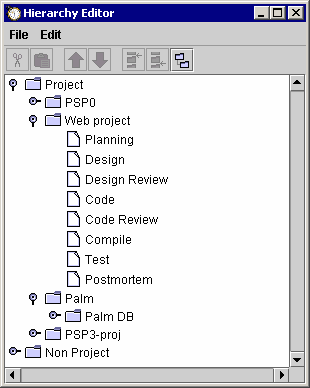 Hierarchy Editor
File Edit
Project
PSP0
Web project
Planning
Design
Design Review
Code
Code Review
Compile
Test
Postmortem
Palm
Palm DB
PSP3-proj
Non Project